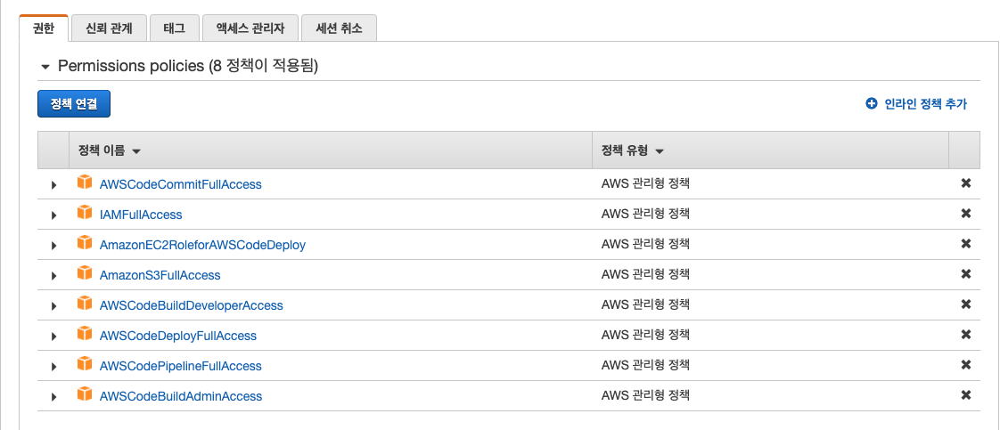 권한 신뢰 관계 태그 액세스 관리자 세션 취소
Permissions policies (8 정책이 적용됨)
정책 연결 인라인 정책 추가
정책 이름 정책 유형
AWSCodeCommitFullAccess AWS 관리형 정책
IAMFullAccess AWS 관리형 정책
AmazonEC2RoleforAWSCodeDeploy AWS 관리형 정책
AmazonS3FullAccess AWS 관리형 정책
AWSCodeBuildDeveloperAccess AWS 관리형 정책
AWSCodeDeployFullAccess AWS 관리형 정책
AWSCodePipelineFullAccess AWS 관리형 정책
AWSCodeBuildAdminAccess AWS 관리형 정책